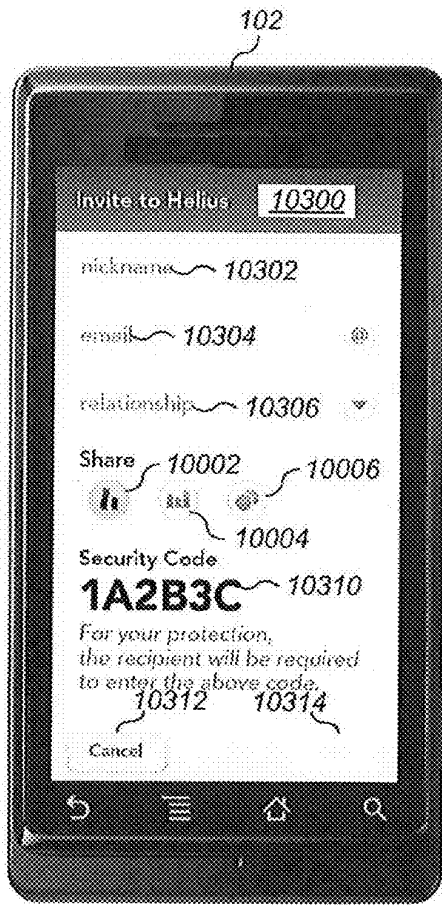 102
Invite to Helius 10300
nickname 10302
email 10304 @
relationship 10306
Share 10002 10006
10004
Security Code
1A2B3C 10310
For your protection,
the recipient will be required
to enter the above code.
10312 10314
Cancel